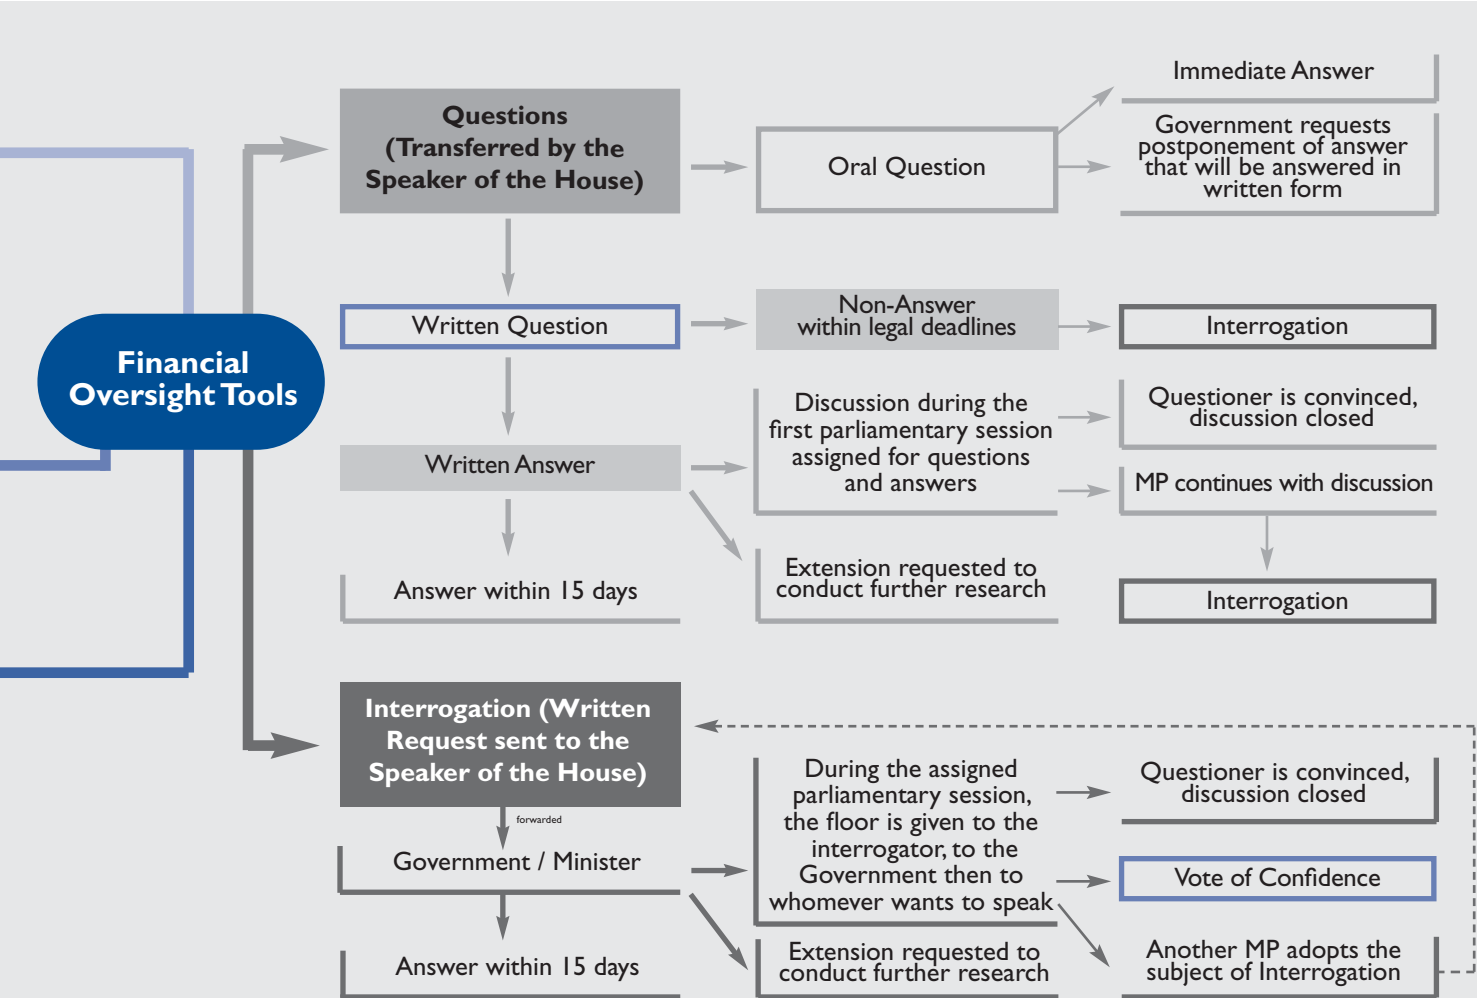 Financial
Oversight Tools
Questions
(Transferred by the
Speaker of the House)
Oral Question
Immediate Answer
Government requests
postponement of answer
that will be answered in
written form
Written Question
Non-Answer
within legal deadlines
Interrogation
Written Answer
Discussion during the
first parliamentary session
assigned for questions
and answers
Questioner is convinced,
discussion closed
MP continues with discussion
Answer within 15 days
Extension requested to
conduct further research
Interrogation
Interrogation (Written
Request sent to the
Speaker of the House)
forwarded
Government / Minister
During the assigned
parliamentary session,
the floor is given to the
interrogator, to the
Government then to
whomever wants to speak
Questioner is convinced,
discussion closed
Vote of Confidence
Answer within 15 days
Extension requested to
conduct further research
Another MP adopts the
subject of Interrogation